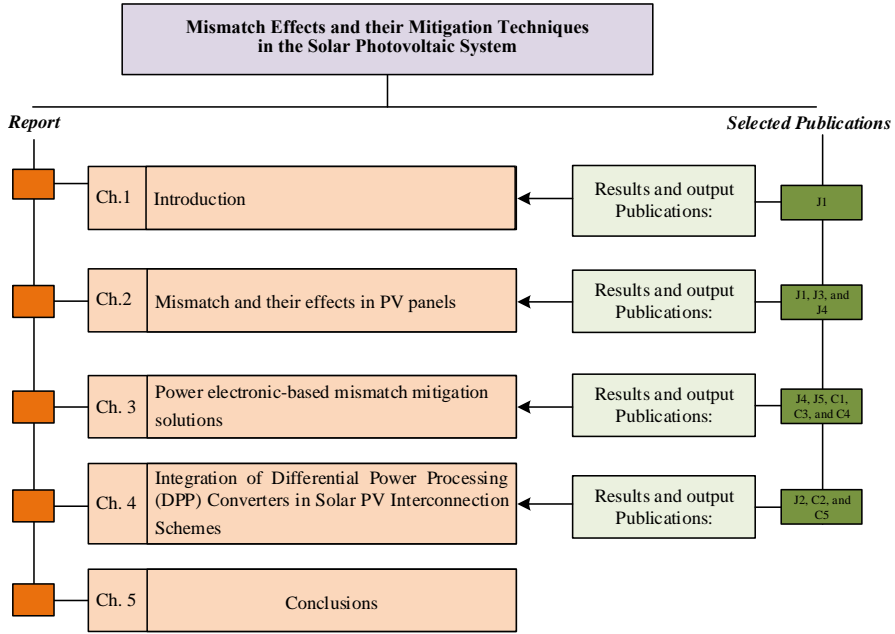 Mismatch Effects and their Mitigation Techniques
in the Solar Photovoltaic System
Report
Selected Publications
Ch.1
Introduction
Results and output
Publications:
J1
Ch.2
Mismatch and their effects in PV panels
Results and output
Publications:
J1, J3, and
J4
Ch. 3
Power electronic-based mismatch mitigation
solutions
Results and output
Publications:
J4, J5, C1,
C3, and C4
Ch. 4
Integration of Differential Power Processing
(DPP) Converters in Solar PV Interconnection
Schemes
Results and output
Publications:
J2, C2, and
C5
Ch. 5
Conclusions